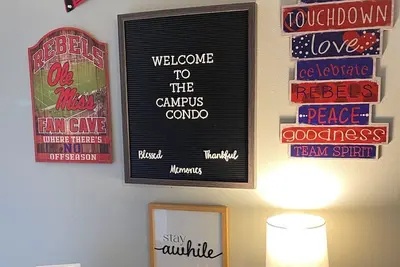 REBELS
Ole
Miss
FAN CAVE
WHERE THERE'S
NO
OFFSEASON
WELCOME
TO
THE
CAMPUS
CONDO
Blessed
Thankful
Memories
stay
awhile
TOUCHDOWN
love
celebrate
REBELS
PEACE
goodness
TEAM SPIRIT